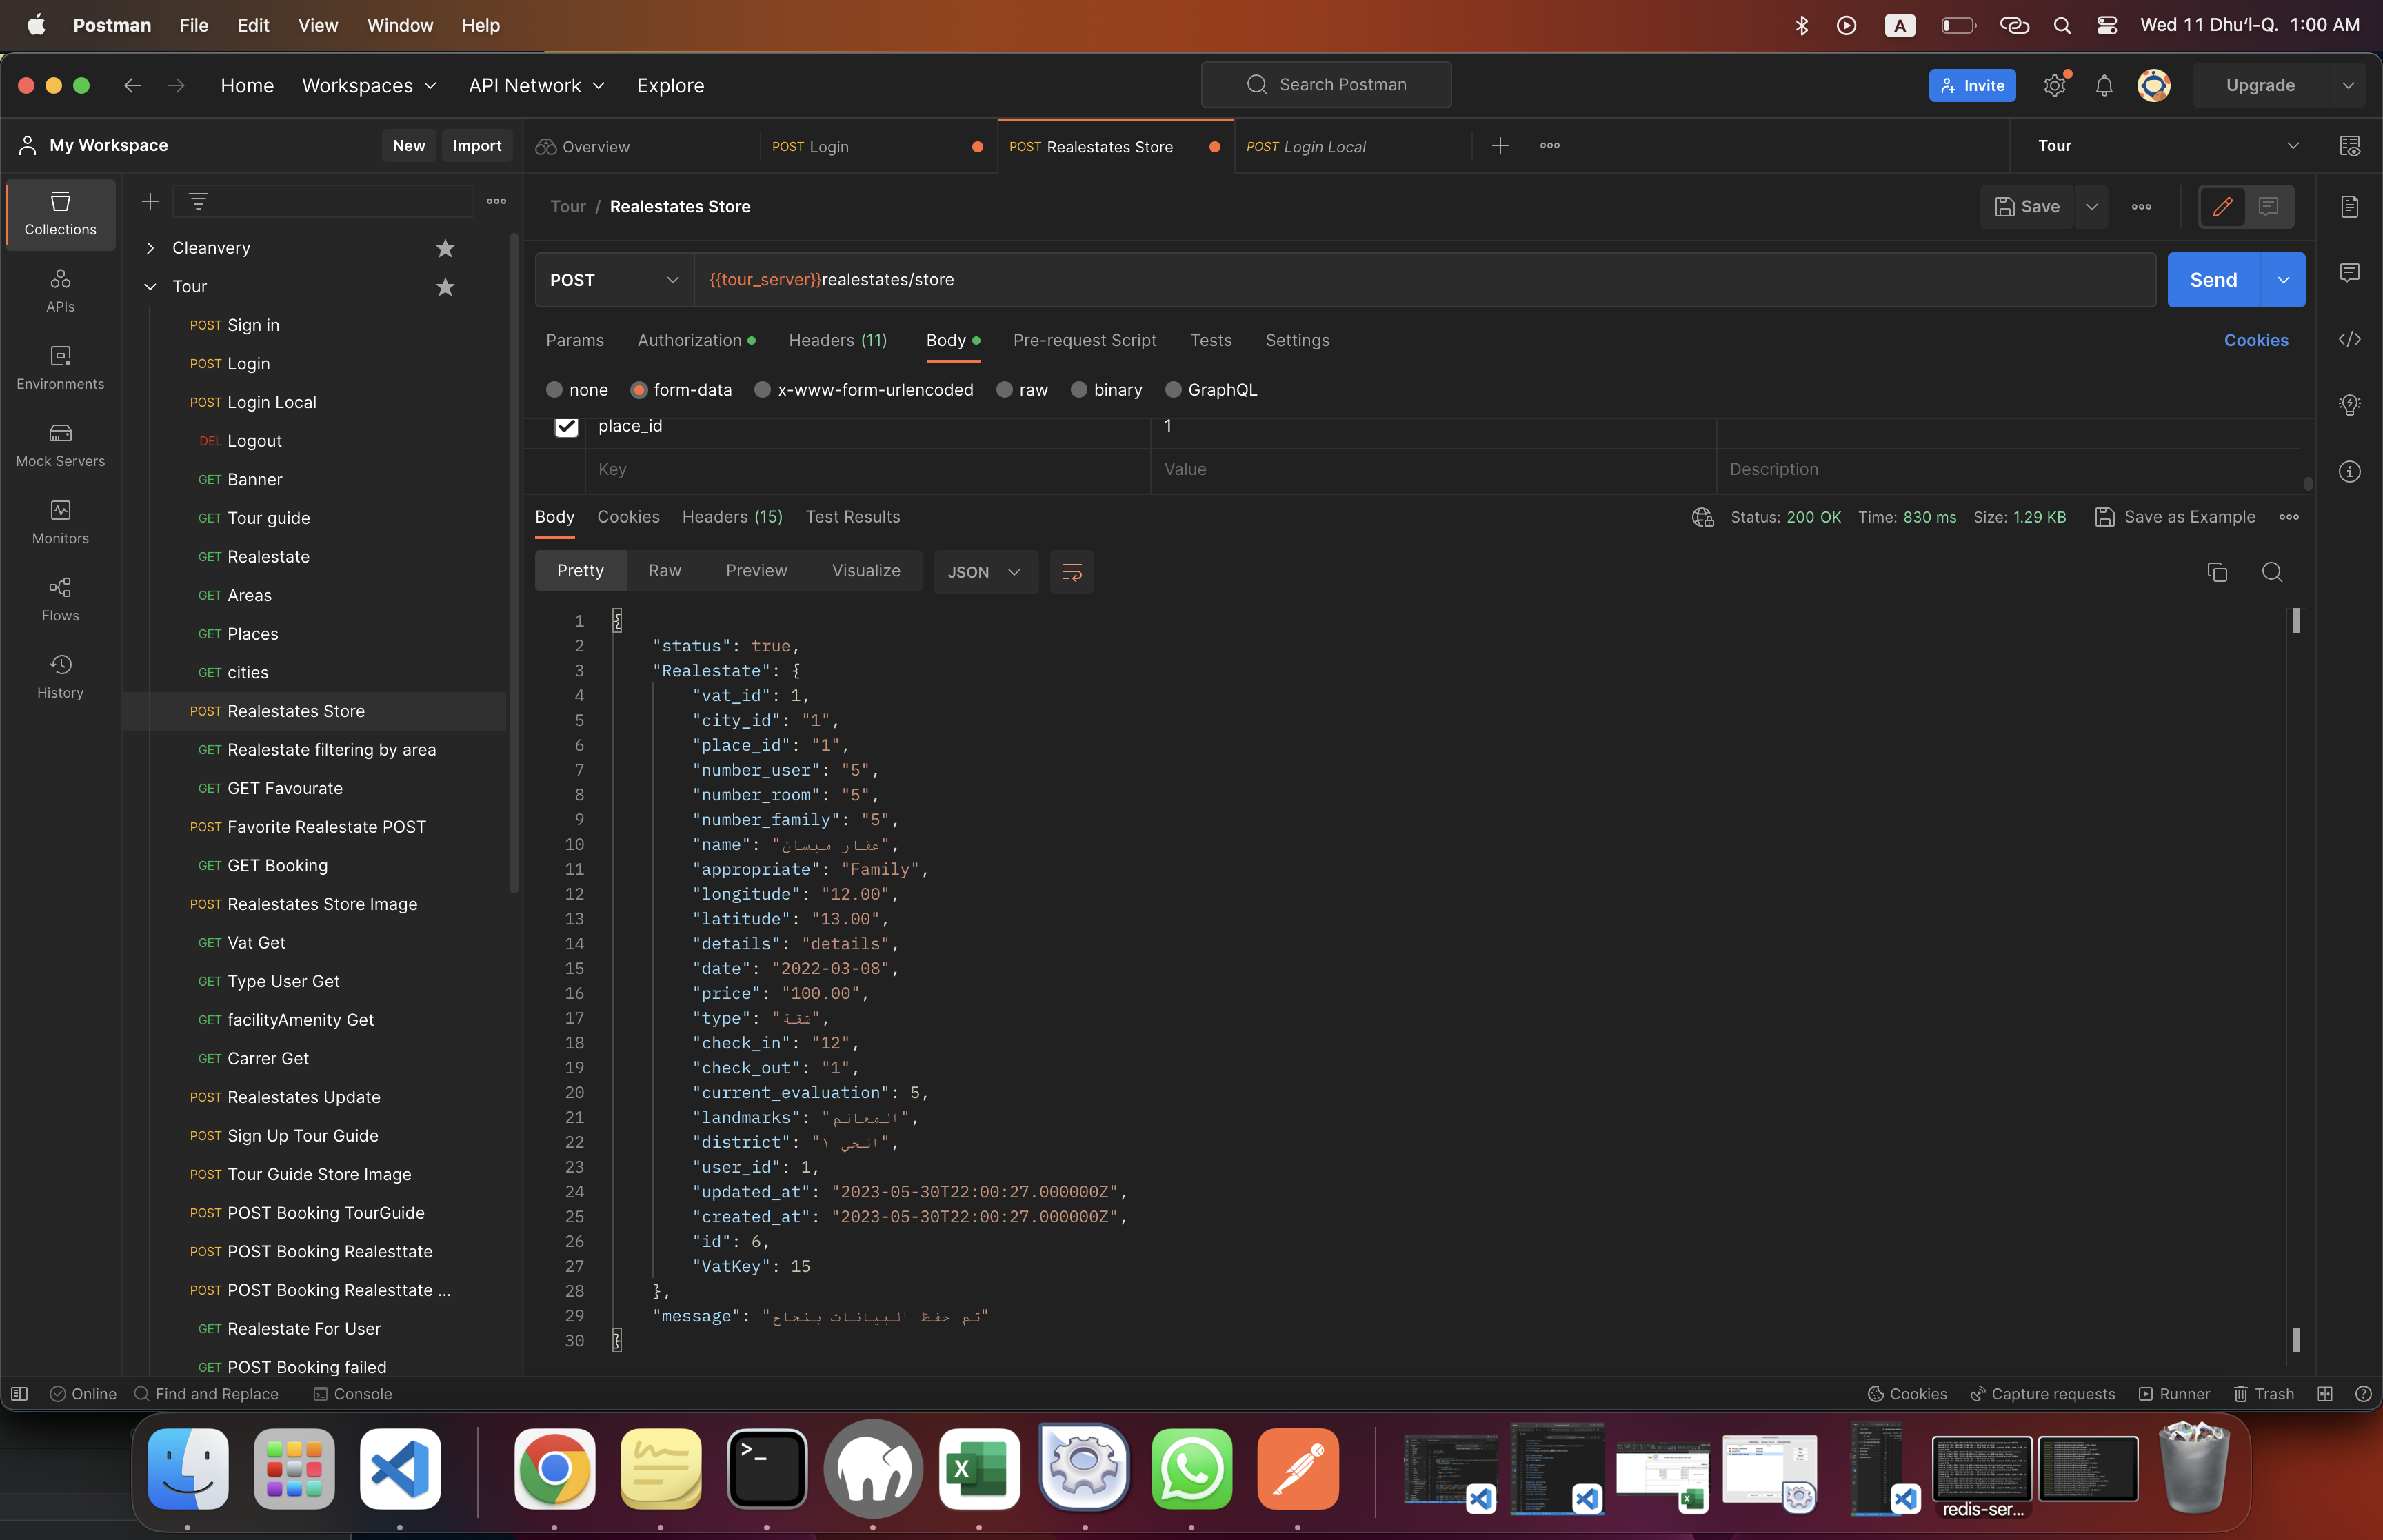 Postman File Edit View Window Help
A Wed 11 Dhuʻl-Q. 1:00 AM
Home Workspaces API Network Explore Search Postman Invite Upgrade
My Workspace New Import Overview POST Login POST Realestates Store POST Login Local Tour
Collections
APIs
Environments
Mock Servers
Monitors
Flows
History
Cleanvery
Tour
POST Sign in
POST Login
POST Login Local
DEL Logout
GET Banner
GET Tour guide
GET Realestate
GET Areas
GET Places
GET cities
POST Realestates Store
GET Realestate filtering by area
GET GET Favourate
POST Favorite Realestate POST
GET GET Booking
POST Realestates Store Image
GET Vat Get
GET Type User Get
GET facilityAmenity Get
GET Carrer Get
POST Realestates Update
POST Sign Up Tour Guide
POST Tour Guide Store Image
POST POST Booking TourGuide
POST POST Booking Realesttate
POST POST Booking Realesttate ...
GET Realestate For User
GET POST Booking failed
Tour / Realestates Store Save
POST {{tour_server}}realestates/store Send
Params Authorization Headers (11) Body Pre-request Script Tests Settings Cookies
none form-data x-www-form-urlencoded raw binary GraphQL
place_id 1
Key Value Description
Body Cookies Headers (15) Test Results Status: 200 OK Time: 830 ms Size: 1.29 KB Save as Example
Pretty Raw Preview Visualize JSON
1 {
2 "status": true,
3 "Realestate": {
4 "vat_id": 1,
5 "city_id": "1",
6 "place_id": "1",
7 "number_user": "5",
8 "number_room": "5",
9 "number_family": "5",
10 "name": "عقار ميسان",
11 "appropriate": "Family",
12 "longitude": "12.00",
13 "latitude": "13.00",
14 "details": "details",
15 "date": "2022-03-08",
16 "price": "100.00",
17 "type": "شقة",
18 "check_in": "12",
19 "check_out": "1",
20 "current_evaluation": 5,
21 "landmarks": "المعالم",
22 "district": "الحي ١",
23 "user_id": 1,
24 "updated_at": "2023-05-30T22:00:27.000000Z",
25 "created_at": "2023-05-30T22:00:27.000000Z",
26 "id": 6,
27 "VatKey": 15
28 },
29 "message": "تم حفظ البيانات بنجاح"
30 }
Online Find and Replace Console Cookies Capture requests Runner Trash
redis-ser...